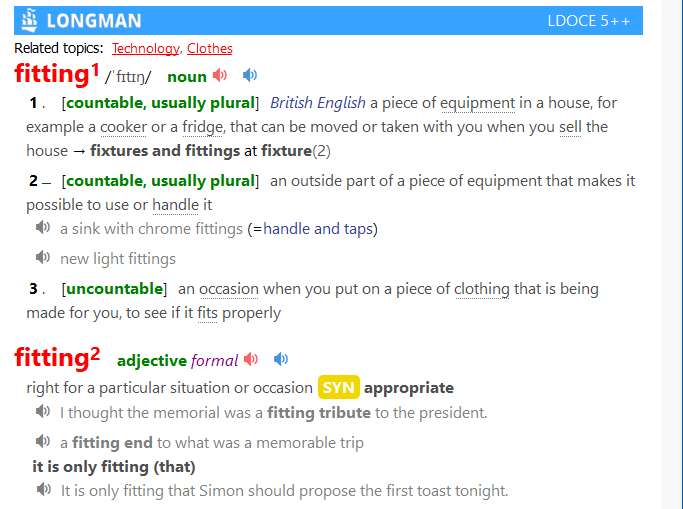 LONGMAN LDOCE 5++
Related topics: Technology, Clothes
fitting1 /ˈfɪtɪŋ/ noun
1 . [countable, usually plural] British English a piece of equipment in a house, for
example a cooker or a fridge, that can be moved or taken with you when you sell the
house → fixtures and fittings at fixture(2)
2 – [countable, usually plural] an outside part of a piece of equipment that makes it
possible to use or handle it
a sink with chrome fittings (=handle and taps)
new light fittings
3 . [uncountable] an occasion when you put on a piece of clothing that is being
made for you, to see if it fits properly
fitting2 adjective formal
right for a particular situation or occasion SYN appropriate
I thought the memorial was a fitting tribute to the president.
a fitting end to what was a memorable trip
it is only fitting (that)
It is only fitting that Simon should propose the first toast tonight.